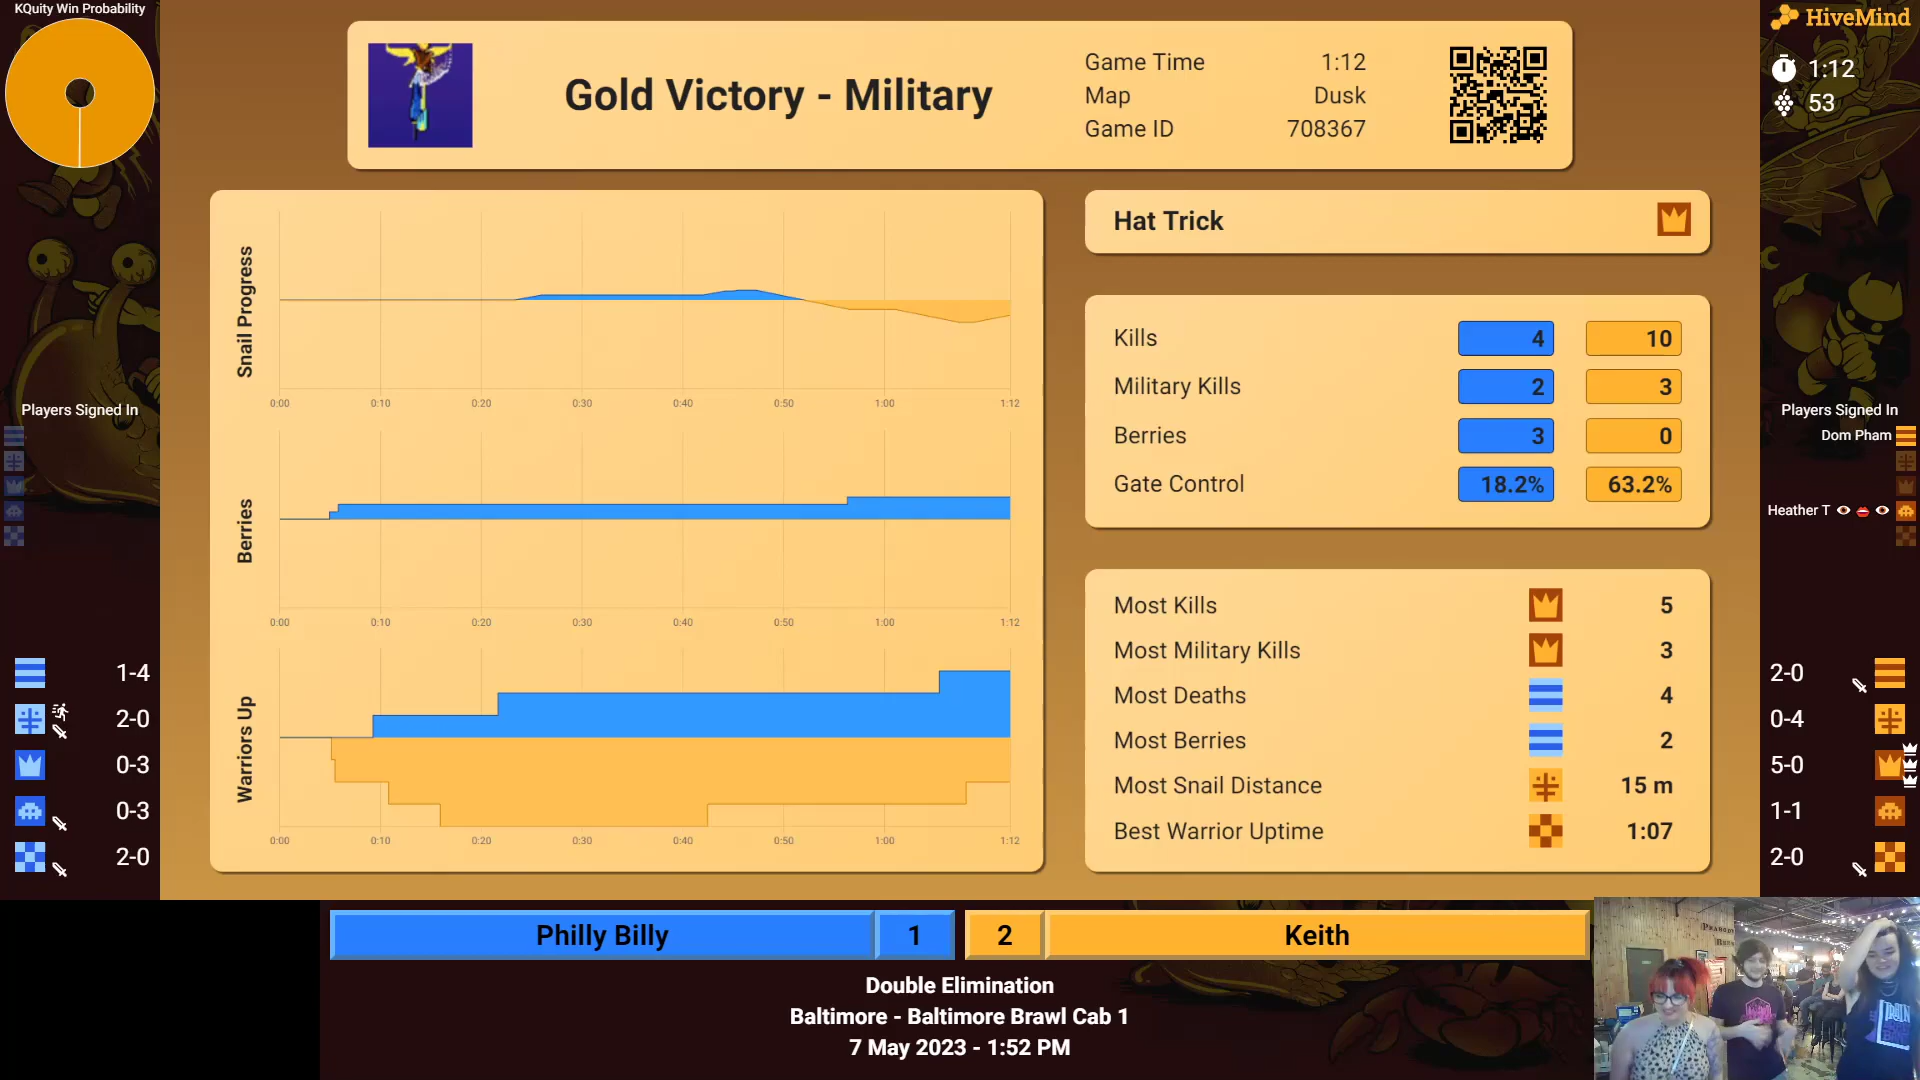 KQuity Win Probability
HiveMind
1:12
53
Gold Victory - Military
Game Time 1:12
Map Dusk
Game ID 708367
Snail Progress
0:00 0:10 0:20 0:30 0:40 0:50 1:00 1:12
Berries
0:00 0:10 0:20 0:30 0:40 0:50 1:00 1:12
Warriors Up
0:00 0:10 0:20 0:30 0:40 0:50 1:00 1:12
Hat Trick
Kills 4 10
Military Kills 2 3
Berries 3 0
Gate Control 18.2% 63.2%
Most Kills 5
Most Military Kills 3
Most Deaths 4
Most Berries 2
Most Snail Distance 15 m
Best Warrior Uptime 1:07
Players Signed In
1-4
2-0
0-3
0-3
2-0
Players Signed In
Dom Pham
Heather T
2-0
0-4
5-0
1-1
2-0
Philly Billy 1 2 Keith
Double Elimination
Baltimore - Baltimore Brawl Cab 1
7 May 2023 - 1:52 PM